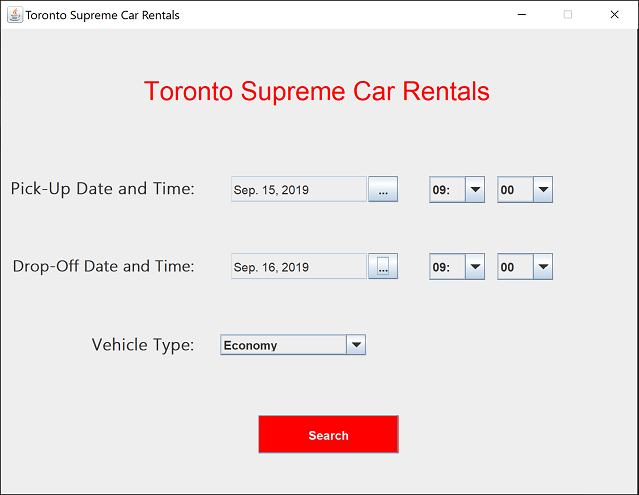 Toronto Supreme Car Rentals
Toronto Supreme Car Rentals
Pick-Up Date and Time: Sep. 15, 2019 ... 09: 00
Drop-Off Date and Time: Sep. 16, 2019 ... 09: 00
Vehicle Type: Economy
Search